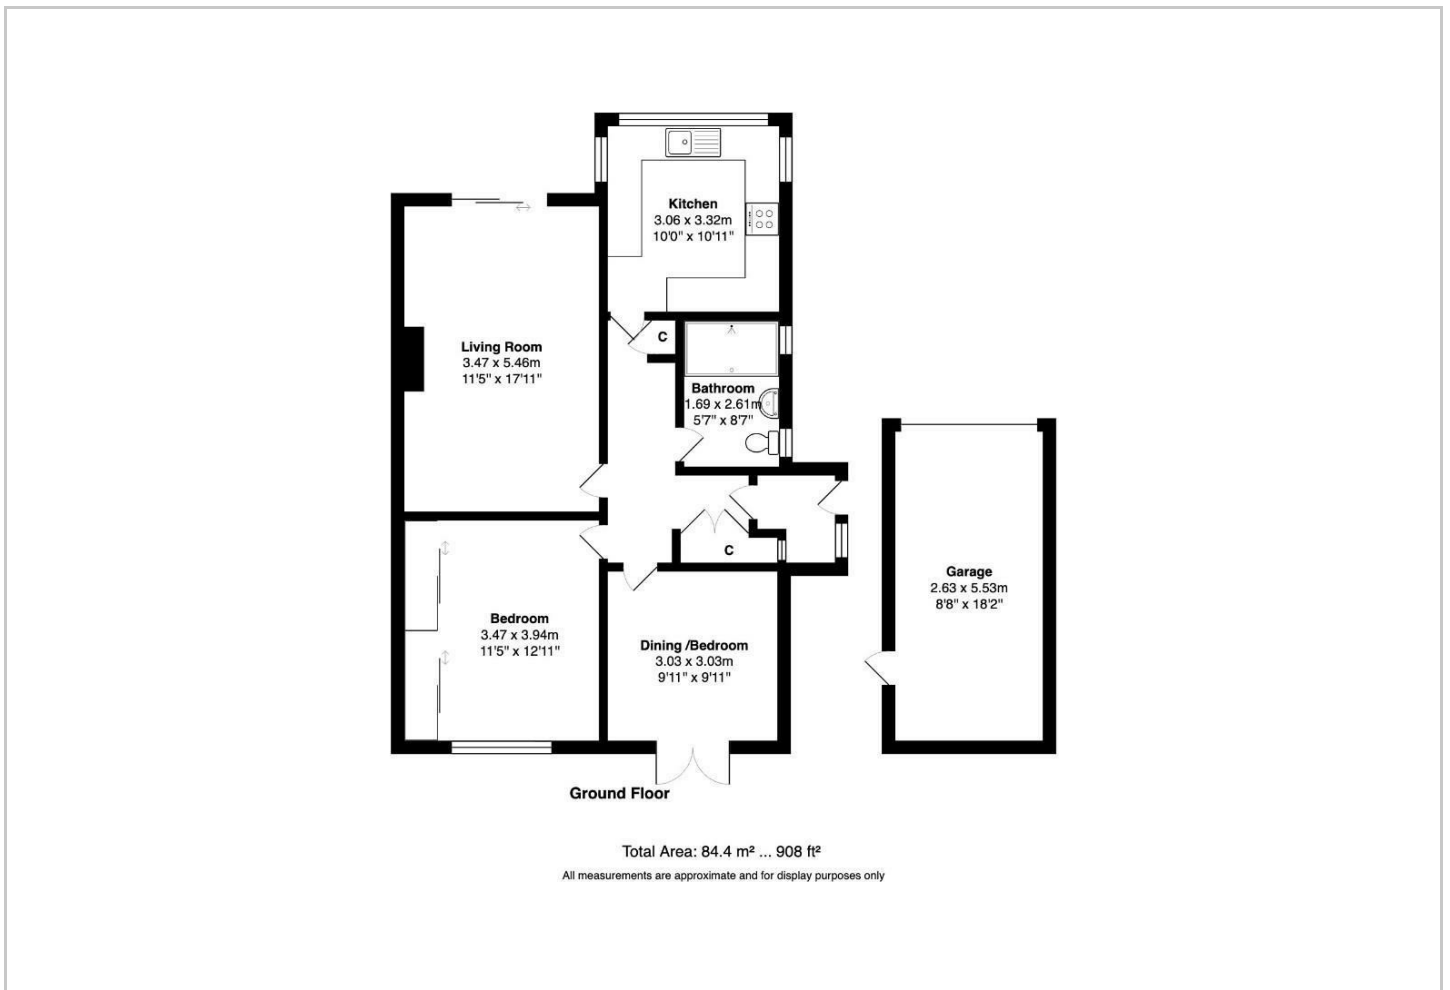 Kitchen
3.06 x 3.32m
10'0" x 10'11"
Living Room
3.47 x 5.46m
11'5" x 17'11"
C
Bathroom
1.69 x 2.61m
5'7" x 8'7"
C
Garage
2.63 x 5.53m
8'8" x 18'2"
Bedroom
3.47 x 3.94m
11'5" x 12'11"
Dining /Bedroom
3.03 x 3.03m
9'11" x 9'11"
Ground Floor
Total Area: 84.4 m² ... 908 ft²
All measurements are approximate and for display purposes only